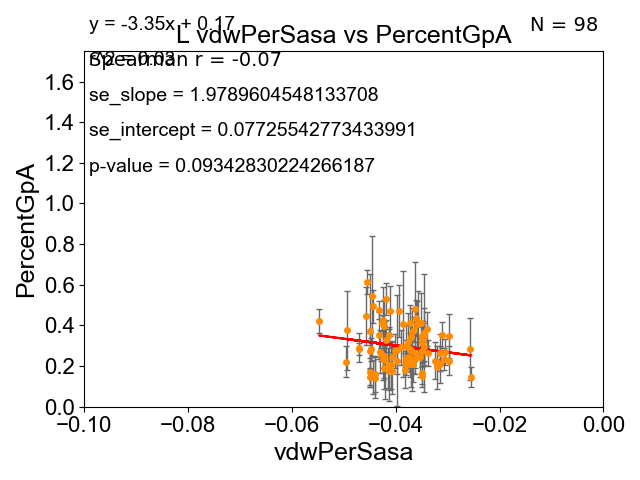 y = -3.35x + 0.17
N = 98
L vdwPerSasa vs PercentGpA
Spearman r = -0.07
se_slope = 1.9789604548133708
se_intercept = 0.07725542773433991
p-value = 0.09342830224266187
PercentGpA
1.6
1.4
1.2
1.0
0.8
0.6
0.4
0.2
0.0
−0.10
−0.08
−0.06
−0.04
−0.02
0.00
vdwPerSasa